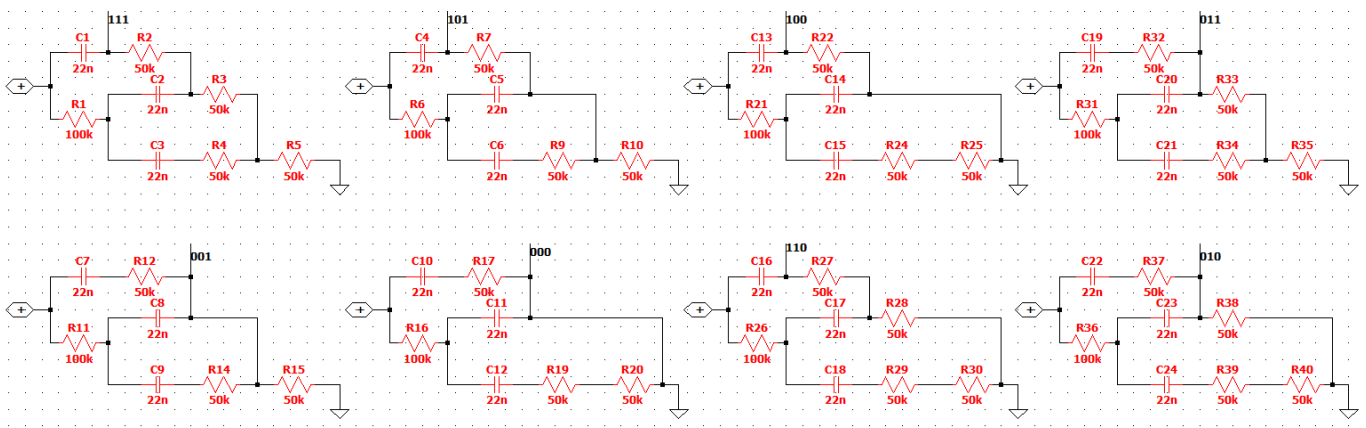 111
C1 R2
22n 50k
C2 R3
R1 22n 50k
100k
C3 R4 R5
22n 50k 50k
101
C4 R7
22n 50k
C5
R6 22n
100k
C6 R9 R10
22n 50k 50k
100
C13 R22
22n 50k
C14
R21 22n
100k
C15 R24 R25
22n 50k 50k
011
C19 R32
22n 50k
C20 R33
R31 22n 50k
100k
C21 R34 R35
22n 50k 50k
001
C7 R12
22n 50k
C8
R11 22n
100k
C9 R14 R15
22n 50k 50k
000
C10 R17
22n 50k
C11
R16 22n
100k
C12 R19 R20
22n 50k 50k
110
C16 R27
22n 50k
C17 R28
R26 22n 50k
100k
C18 R29 R30
22n 50k 50k
010
C22 R37
22n 50k
C23 R38
R36 22n 50k
100k
C24 R39 R40
22n 50k 50k